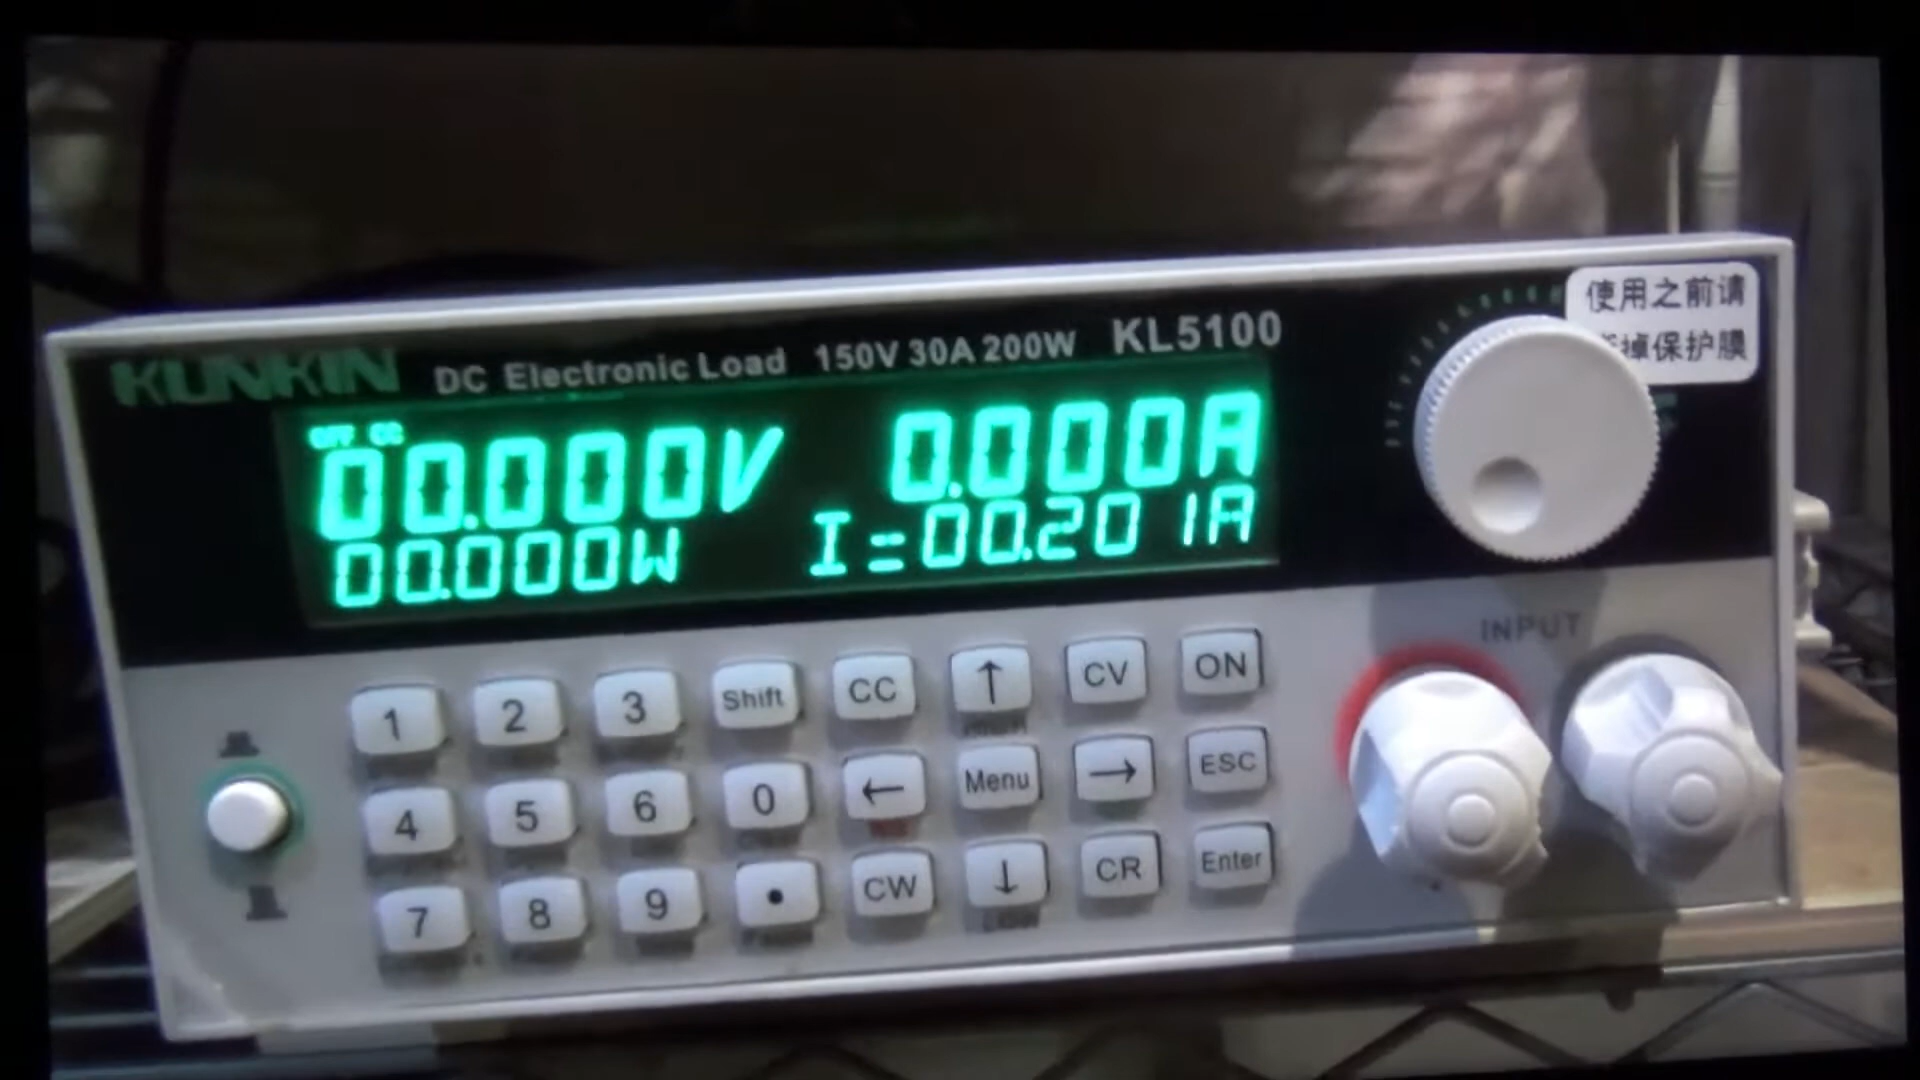 使用之前请
撕掉保护膜
KUNKIN DC Electronic Load 150V 30A 200W KL5100
OFF CC
00.000V 0.000A
00.000W I=00.201A
INPUT
1 2 3 Shift CC ↑ CV ON
4 5 6 0 ← Menu → ESC
7 8 9 • CW ↓ CR Enter